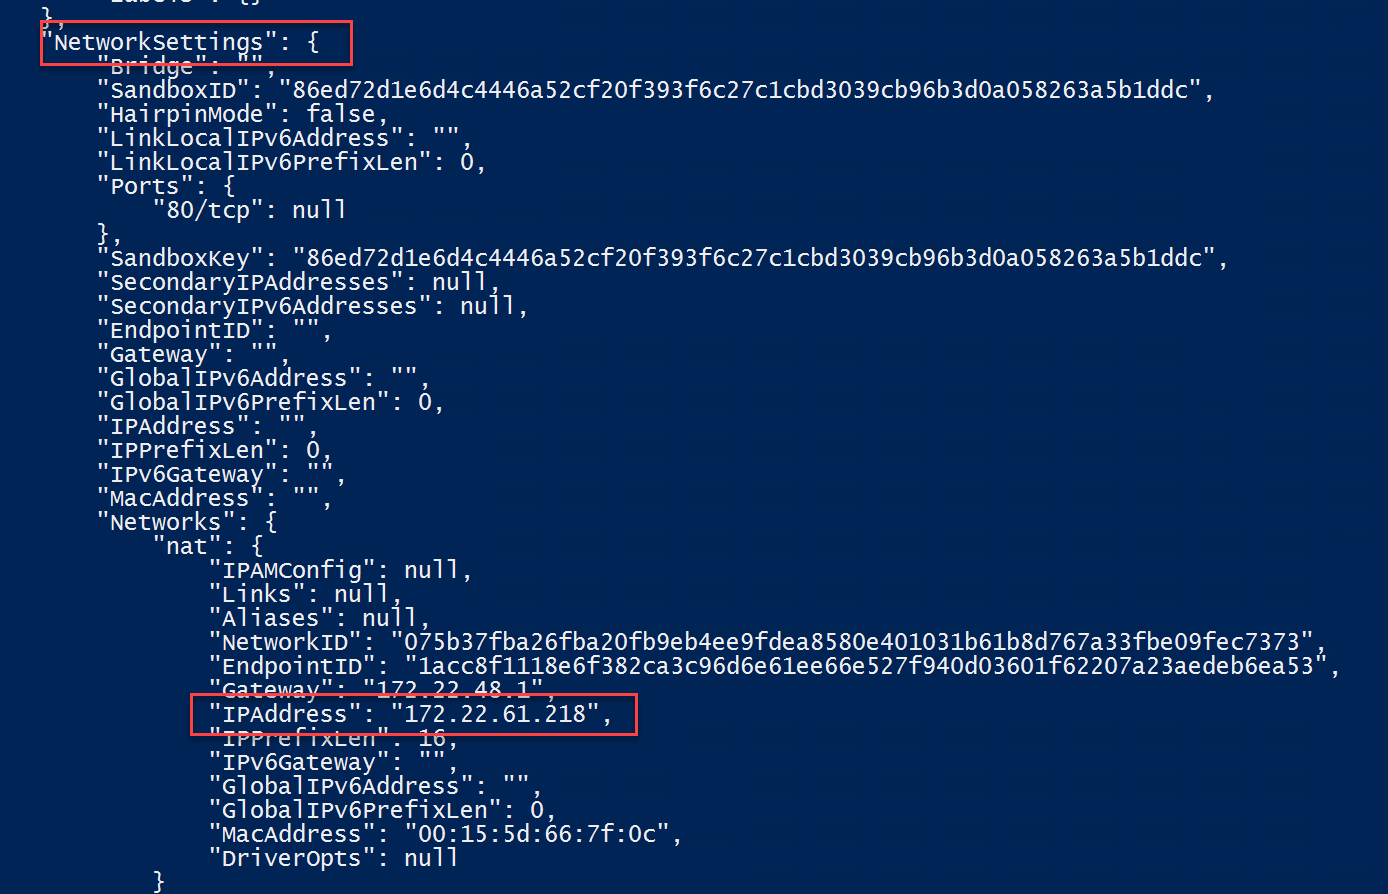 "Labels": {}
},
"NetworkSettings": {
"Bridge": "",
"SandboxID": "86ed72d1e6d4c4446a52cf20f393f6c27c1cbd3039cb96b3d0a058263a5b1ddc",
"HairpinMode": false,
"LinkLocalIPv6Address": "",
"LinkLocalIPv6PrefixLen": 0,
"Ports": {
"80/tcp": null
},
"SandboxKey": "86ed72d1e6d4c4446a52cf20f393f6c27c1cbd3039cb96b3d0a058263a5b1ddc",
"SecondaryIPAddresses": null,
"SecondaryIPv6Addresses": null,
"EndpointID": "",
"Gateway": "",
"GlobalIPv6Address": "",
"GlobalIPv6PrefixLen": 0,
"IPAddress": "",
"IPPrefixLen": 0,
"IPv6Gateway": "",
"MacAddress": "",
"Networks": {
"nat": {
"IPAMConfig": null,
"Links": null,
"Aliases": null,
"NetworkID": "075b37fba26fba20fb9eb4ee9fdea8580e401031b61b8d767a33fbe09fec7373",
"EndpointID": "1acc8f1118e6f382ca3c96d6e61ee66e527f940d03601f62207a23aedeb6ea53",
"Gateway": "172.22.48.1",
"IPAddress": "172.22.61.218",
"IPPrefixLen": 16,
"IPv6Gateway": "",
"GlobalIPv6Address": "",
"GlobalIPv6PrefixLen": 0,
"MacAddress": "00:15:5d:66:7f:0c",
"DriverOpts": null
}